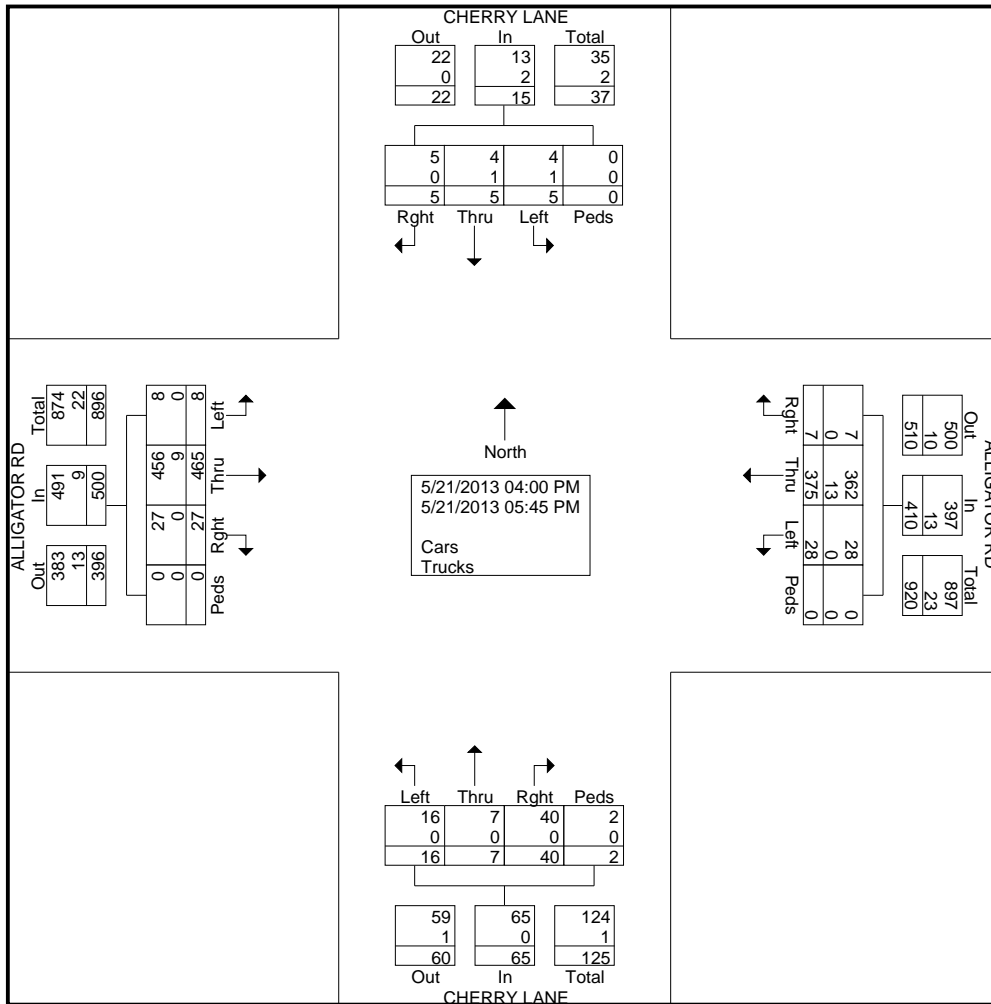 CHERRY LANE
Out In Total
22 13 35
0 2 2
22 15 37
5 4 4 0
0 1 1 0
5 5 5 0
Rght Thru Left Peds
ALLIGATOR RD
Total In Out
874 491 383
22 9 13
896 500 396
8 456 27 0
0 9 0 0
8 465 27 0
Left Thru Rght Peds
North
5/21/2013 04:00 PM
5/21/2013 05:45 PM
Cars
Trucks
Rght Thru Left Peds
7 375 28 0
0 13 0 0
7 362 28 0
510 410 920
10 13 23
500 397 897
Out In Total
ALLIGATOR RD
Left Thru Rght Peds
16 7 40 2
0 0 0 0
16 7 40 2
59 65 124
1 0 1
60 65 125
Out In Total
CHERRY LANE